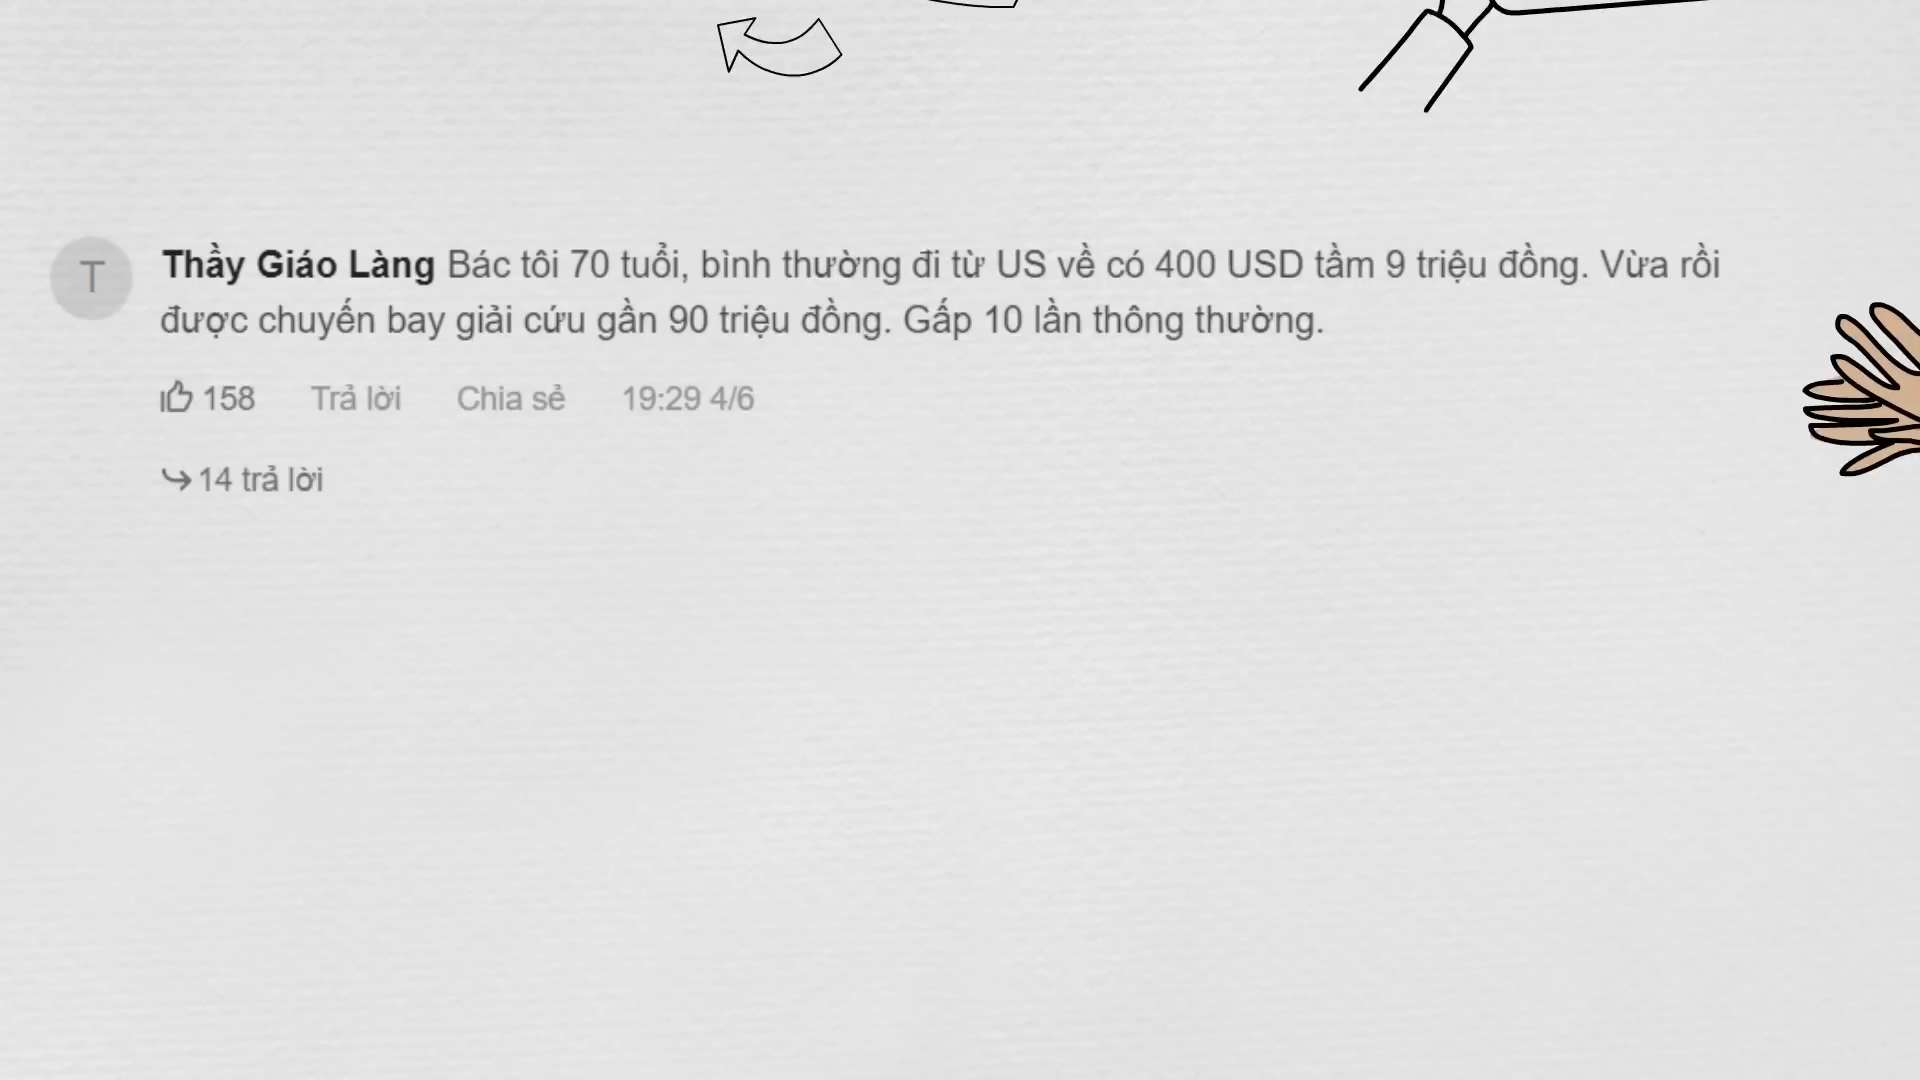 T
Thầy Giáo Làng Bác tôi 70 tuổi, bình thường đi từ US về có 400 USD tầm 9 triệu đồng. Vừa rồi
được chuyến bay giải cứu gần 90 triệu đồng. Gấp 10 lần thông thường.
158 Trả lời Chia sẻ 19:29 4/6
14 trả lời